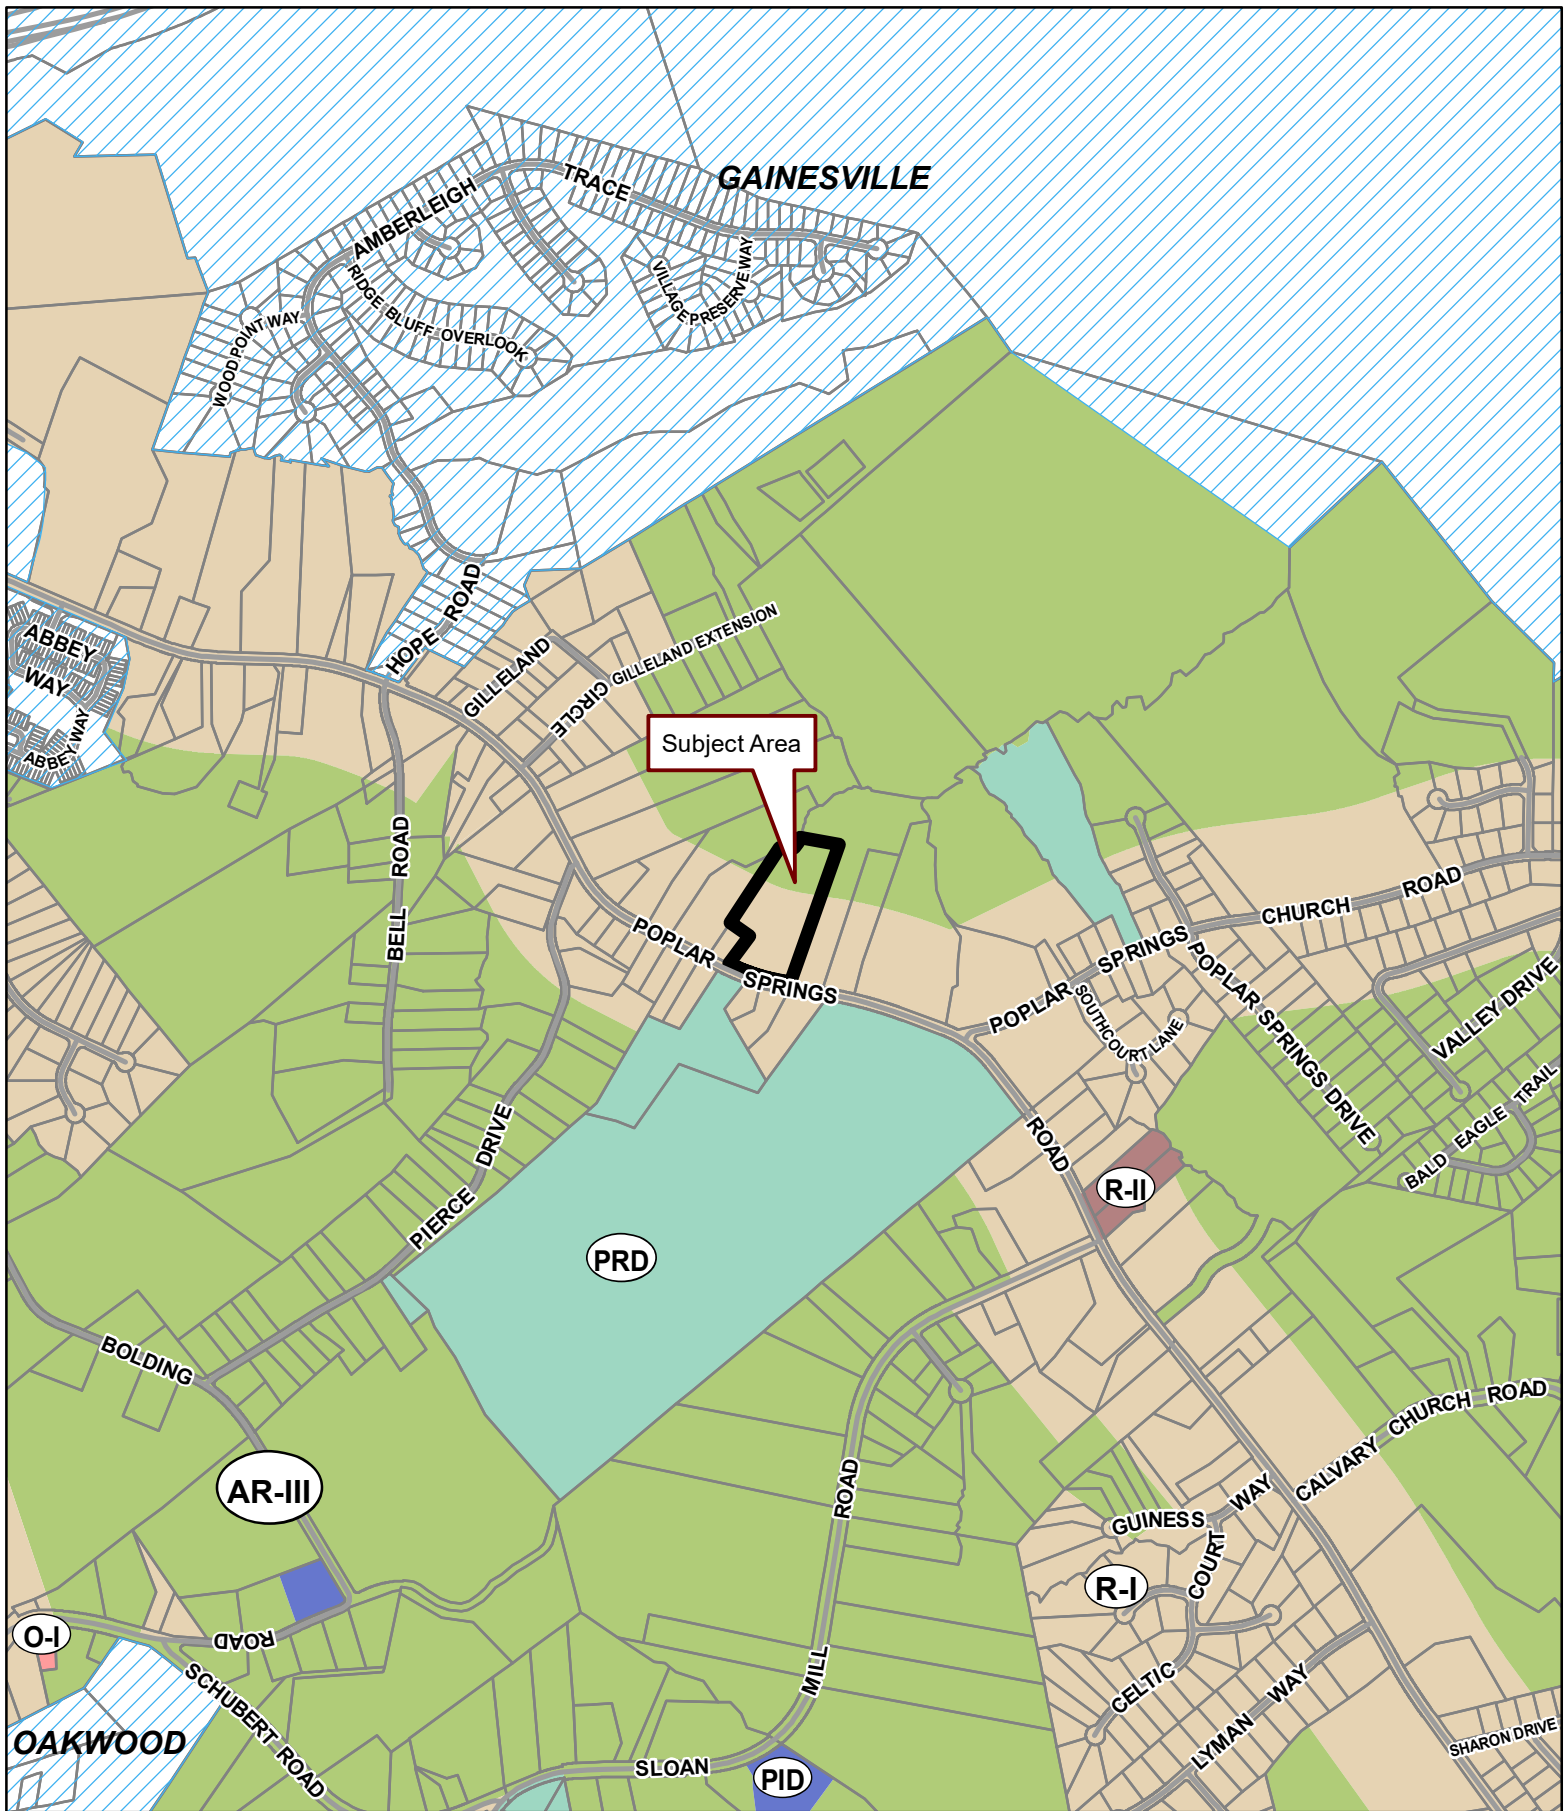 GAINESVILLE
TRACE
AMBERLEIGH
VILLAGE
PRESERVE WAY
RIDGE BLUFF OVERLOOK
WOOD POINT WAY
HOPE ROAD
ABBEY
WAY
ABBEY WAY
GILLELAND
CIRCLE
GILLELAND EXTENSION
Subject Area
BELL ROAD
POPLAR
SPRINGS
ROAD
POPLAR
SPRINGS
CHURCH
ROAD
SOUTHCOURT LANE
POPLAR SPRINGS DRIVE
VALLEY DRIVE
BALD EAGLE TRAIL
PIERCE
DRIVE
R-II
PRD
BOLDING
ROAD
AR-III
ROAD
MILL
SLOAN
CALVARY CHURCH ROAD
GUINESS WAY
COURT
R-I
CELTIC
LYMAN WAY
SHARON DRIVE
O-I
SCHUBERT ROAD
OAKWOOD
PID